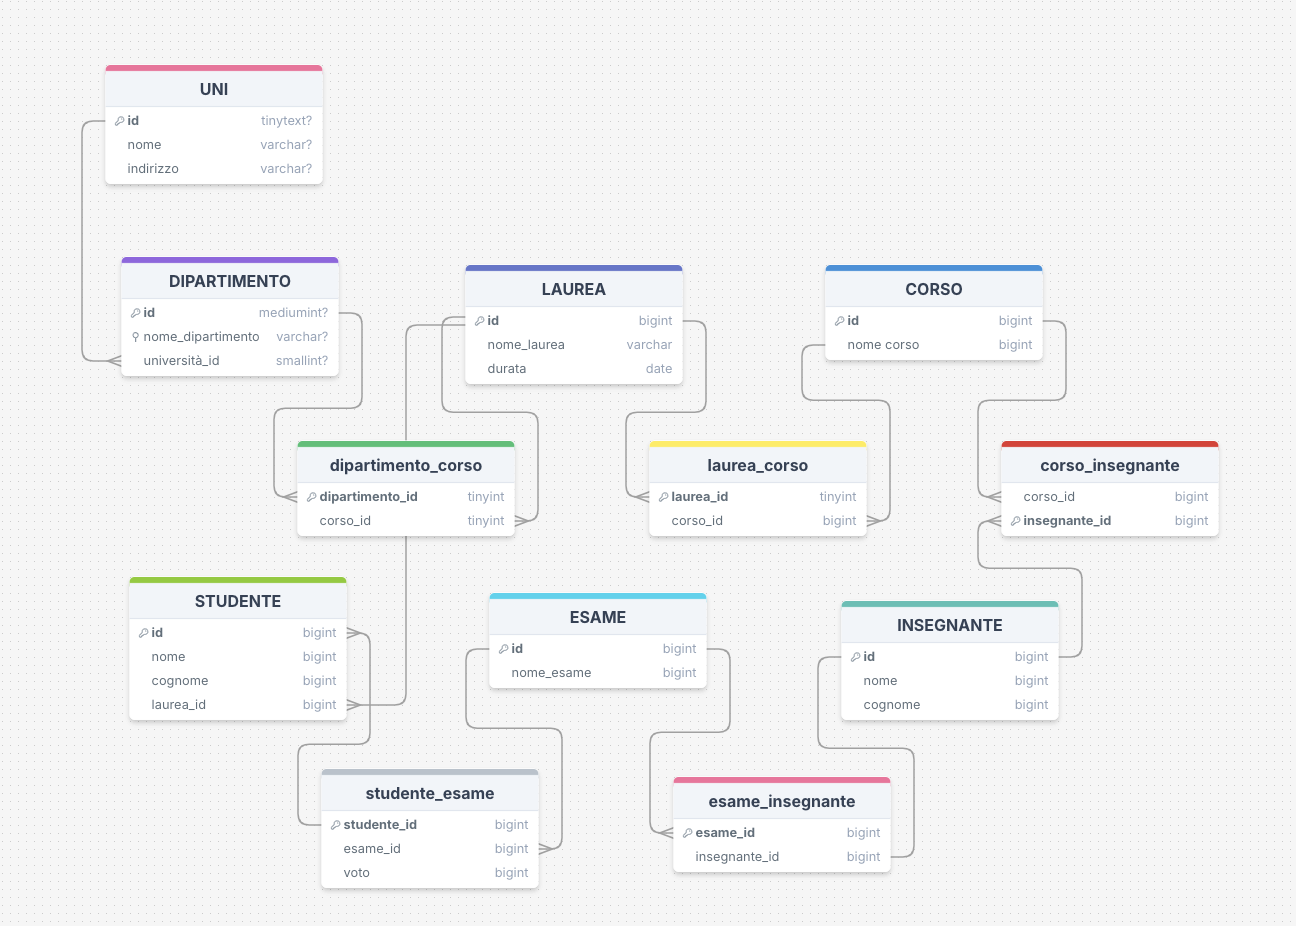 UNI
id tinytext?
nome varchar?
indirizzo varchar?
DIPARTIMENTO
id mediumint?
nome_dipartimento varchar?
università_id smallint?
LAUREA
id bigint
nome_laurea varchar
durata date
CORSO
id bigint
nome corso bigint
dipartimento_corso
dipartimento_id tinyint
corso_id tinyint
laurea_corso
laurea_id tinyint
corso_id bigint
corso_insegnante
corso_id bigint
insegnante_id bigint
STUDENTE
id bigint
nome bigint
cognome bigint
laurea_id bigint
ESAME
id bigint
nome_esame bigint
INSEGNANTE
id bigint
nome bigint
cognome bigint
studente_esame
studente_id bigint
esame_id bigint
voto bigint
esame_insegnante
esame_id bigint
insegnante_id bigint